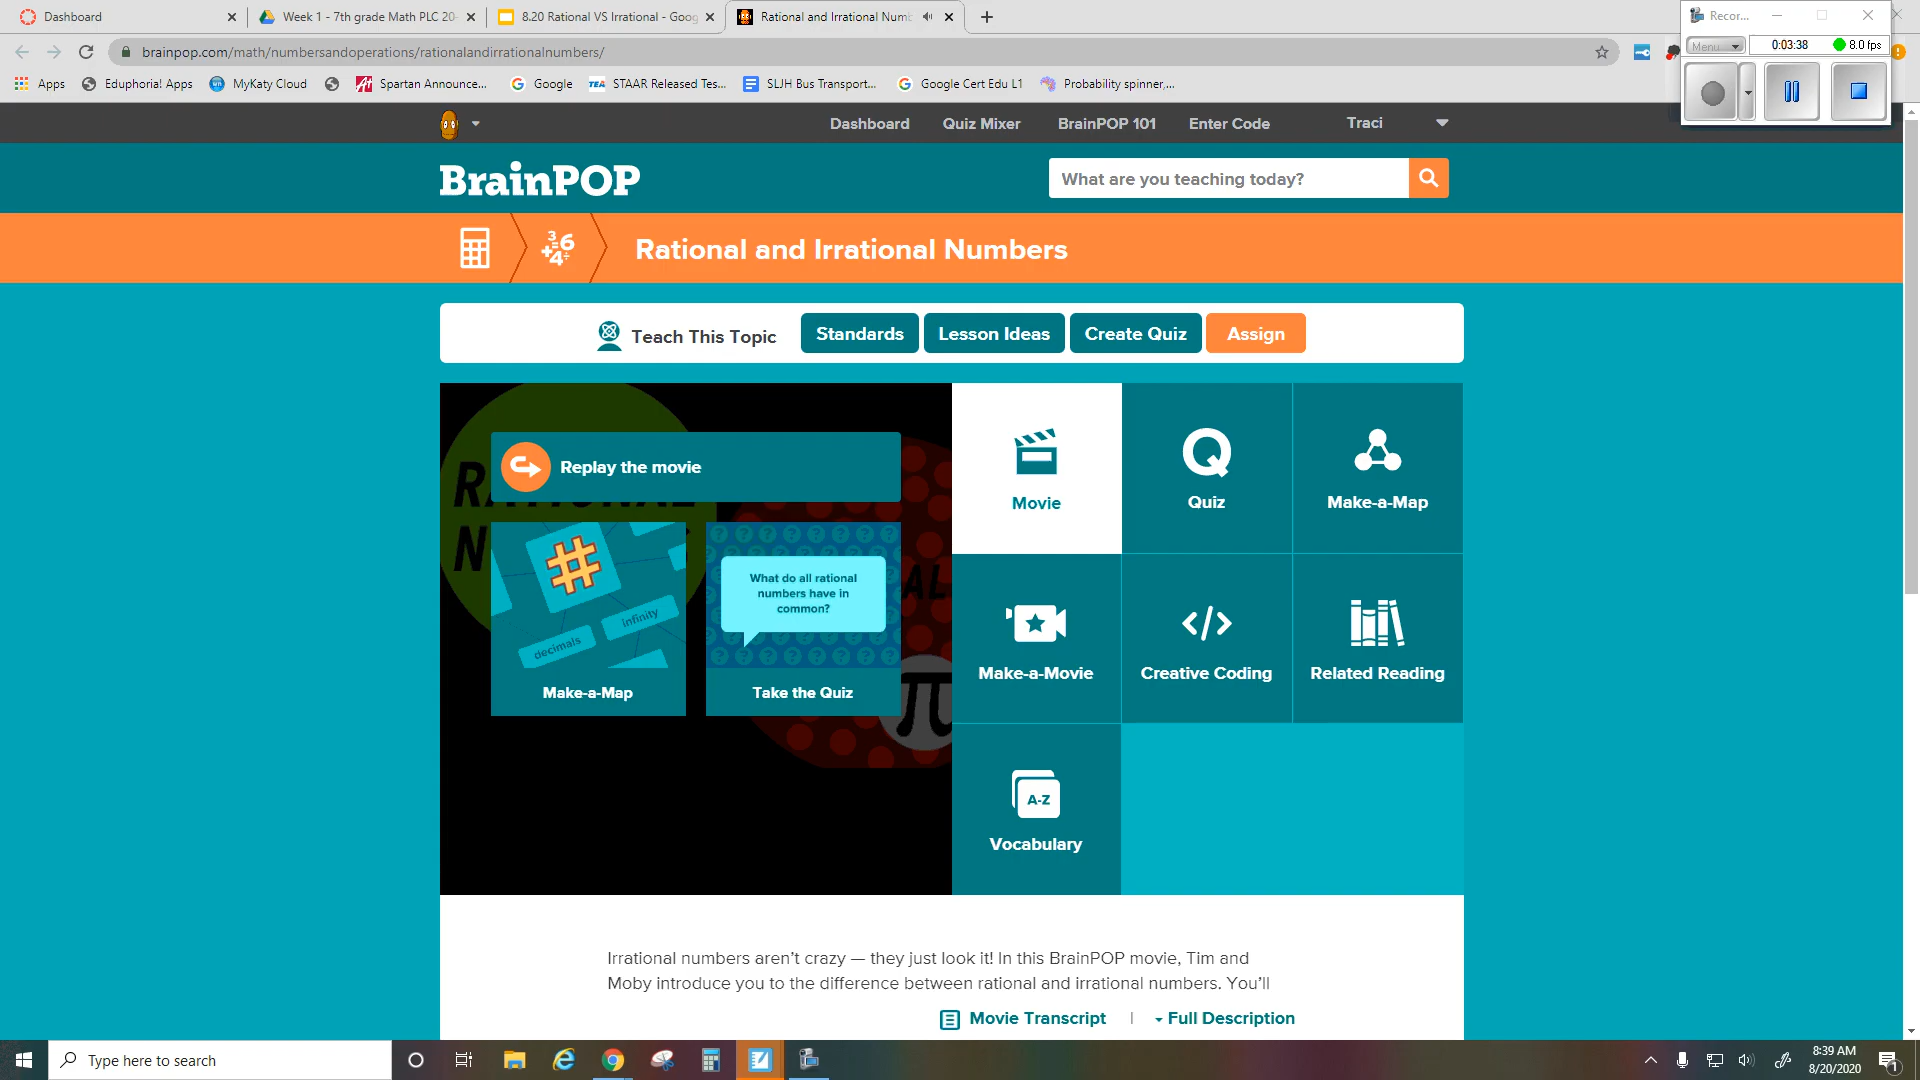 Dashboard
Week 1 - 7th grade Math PLC 20-
8.20 Rational VS Irrational - Goog
Rational and Irrational Numb
Recor...
brainpop.com/math/numbersandoperations/rationalandirrationalnumbers/
Menu
0:03:38
8.0 fps
Apps
Eduphoria! Apps
MyKaty Cloud
Spartan Announce...
Google
STAAR Released Tes...
SLJH Bus Transport...
Google Cert Edu L1
Probability spinner,...
Dashboard
Quiz Mixer
BrainPOP 101
Enter Code
Traci
BrainPOP
What are you teaching today?
Rational and Irrational Numbers
Teach This Topic
Standards
Lesson Ideas
Create Quiz
Assign
Replay the movie
#
decimals
infinity
Make-a-Map
What do all rational
numbers have in
common?
Take the Quiz
π
Movie
Quiz
Make-a-Map
Make-a-Movie
Creative Coding
Related Reading
A-Z
Vocabulary
Irrational numbers aren't crazy — they just look it! In this BrainPOP movie, Tim and
Moby introduce you to the difference between rational and irrational numbers. You'll
Movie Transcript
Full Description
Type here to search
8:39 AM
8/20/2020